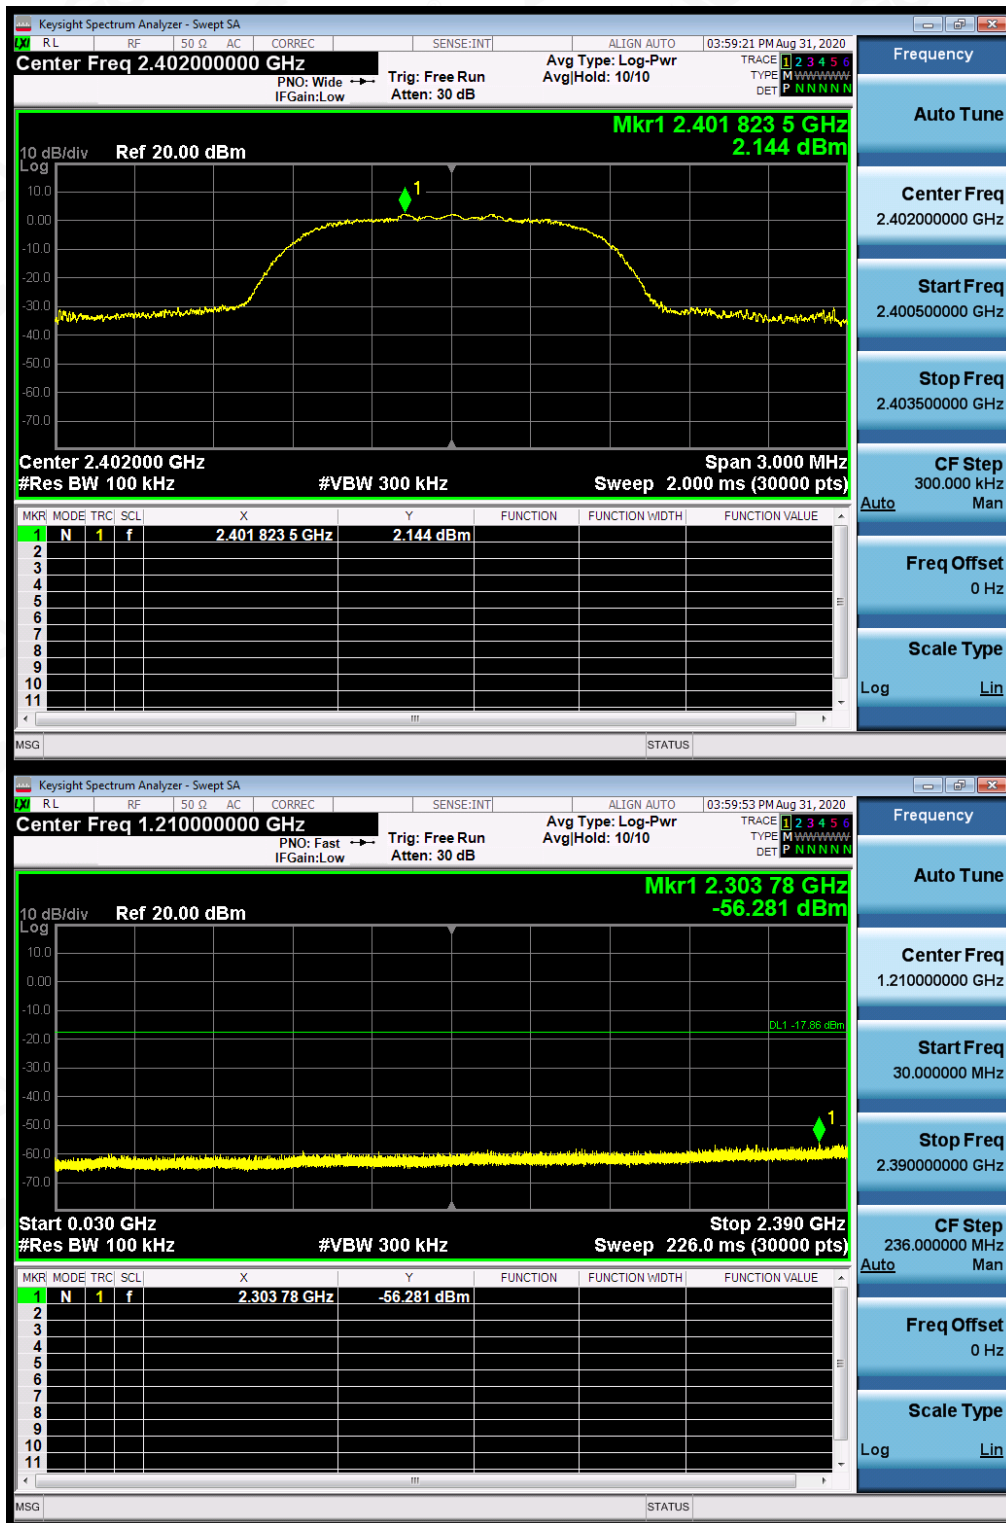 Keysight Spectrum Analyzer - Swept SA
LXI RL RF 50 Ω AC CORREC SENSE:INT ALIGN AUTO 03:59:21 PM Aug 31, 2020
Center Freq 2.402000000 GHz Avg Type: Log-Pwr TRACE 1 2 3 4 5 6
PNO: Wide Trig: Free Run Avg|Hold: 10/10 TYPE M WWWWW
IFGain:Low Atten: 30 dB DET P N N N N N
Mkr1 2.401 823 5 GHz
10 dB/div Ref 20.00 dBm 2.144 dBm
Log
10.0
1
0.00
-10.0
-20.0
-30.0
-40.0
-50.0
-60.0
-70.0
Center 2.402000 GHz Span 3.000 MHz
#Res BW 100 kHz #VBW 300 kHz Sweep 2.000 ms (30000 pts)
MKR MODE TRC SCL X Y FUNCTION FUNCTION WIDTH FUNCTION VALUE
1 N 1 f 2.401 823 5 GHz 2.144 dBm
2
3
4
5
6
7
8
9
10
11
MSG STATUS
Frequency
Auto Tune
Center Freq
2.402000000 GHz
Start Freq
2.400500000 GHz
Stop Freq
2.403500000 GHz
CF Step
300.000 kHz
Auto Man
Freq Offset
0 Hz
Scale Type
Log Lin
Keysight Spectrum Analyzer - Swept SA
LXI RL RF 50 Ω AC CORREC SENSE:INT ALIGN AUTO 03:59:53 PM Aug 31, 2020
Center Freq 1.210000000 GHz Avg Type: Log-Pwr TRACE 1 2 3 4 5 6
PNO: Fast Trig: Free Run Avg|Hold: 10/10 TYPE M WWWWW
IFGain:Low Atten: 30 dB DET P N N N N N
Mkr1 2.303 78 GHz
10 dB/div Ref 20.00 dBm -56.281 dBm
Log
10.0
0.00
-10.0
DL1 -17.86 dBm
-20.0
-30.0
-40.0
1
-50.0
-60.0
-70.0
Start 0.030 GHz Stop 2.390 GHz
#Res BW 100 kHz #VBW 300 kHz Sweep 226.0 ms (30000 pts)
MKR MODE TRC SCL X Y FUNCTION FUNCTION WIDTH FUNCTION VALUE
1 N 1 f 2.303 78 GHz -56.281 dBm
2
3
4
5
6
7
8
9
10
11
MSG STATUS
Frequency
Auto Tune
Center Freq
1.210000000 GHz
Start Freq
30.000000 MHz
Stop Freq
2.390000000 GHz
CF Step
236.000000 MHz
Auto Man
Freq Offset
0 Hz
Scale Type
Log Lin